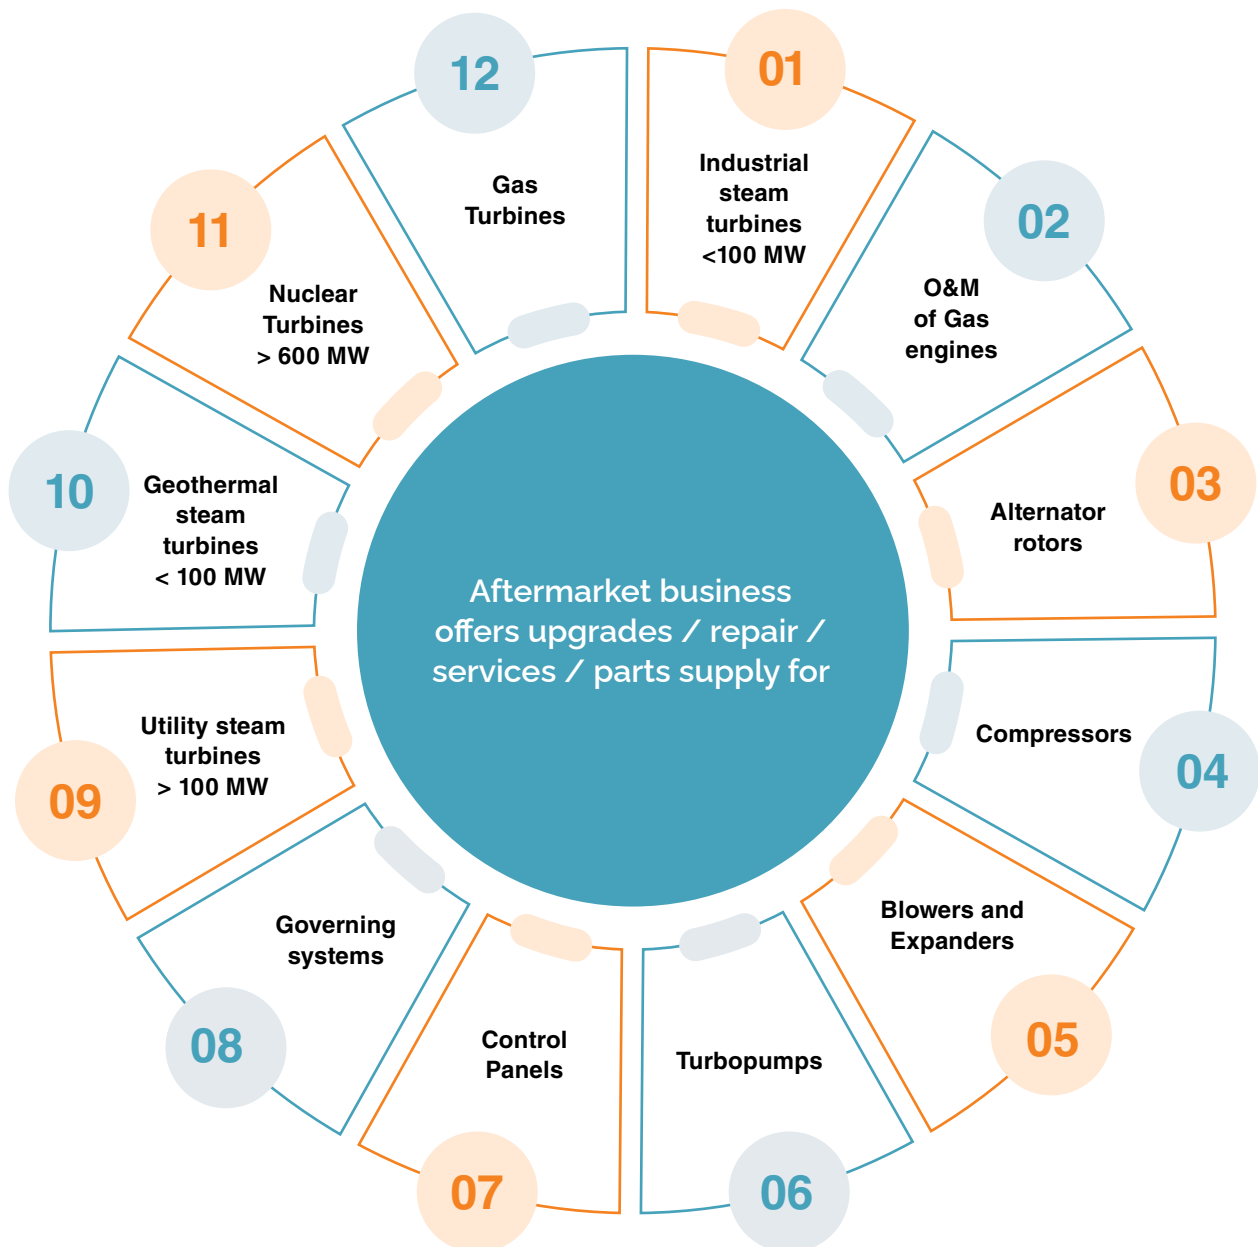 Aftermarket business
offers upgrades / repair /
services / parts supply for
01
Industrial
steam
turbines
<100 MW
02
O&M
of Gas
engines
03
Alternator
rotors
04
Compressors
05
Blowers and
Expanders
06
Turbopumps
07
Control
Panels
08
Governing
systems
09
Utility steam
turbines
> 100 MW
10
Geothermal
steam
turbines
< 100 MW
11
Nuclear
Turbines
> 600 MW
12
Gas
Turbines